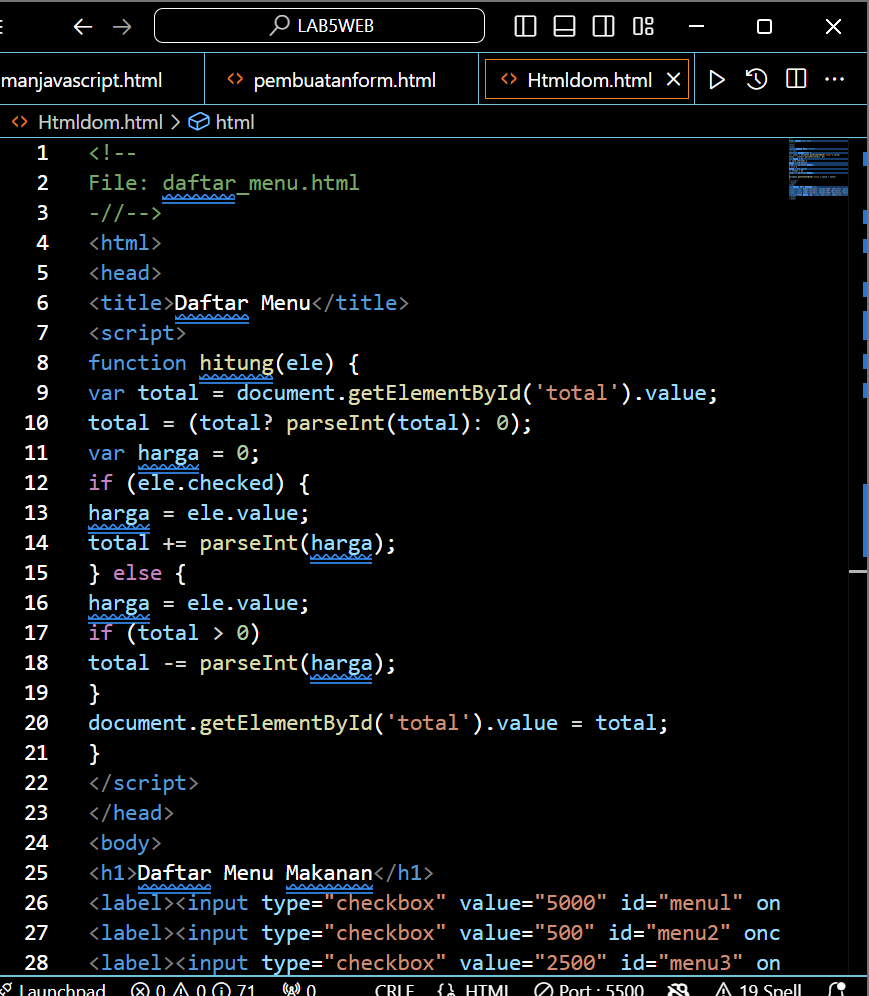 LAB5WEB
manjavascript.html
pembuatanform.html
Htmldom.html
Htmldom.html > html
1 <!--
2 File: daftar_menu.html
3 -//-->
4 <html>
5 <head>
6 <title>Daftar Menu</title>
7 <script>
8 function hitung(ele) {
9 var total = document.getElementById('total').value;
10 total = (total? parseInt(total): 0);
11 var harga = 0;
12 if (ele.checked) {
13 harga = ele.value;
14 total += parseInt(harga);
15 } else {
16 harga = ele.value;
17 if (total > 0)
18 total -= parseInt(harga);
19 }
20 document.getElementById('total').value = total;
21 }
22 </script>
23 </head>
24 <body>
25 <h1>Daftar Menu Makanan</h1>
26 <label><input type="checkbox" value="5000" id="menu1" on
27 <label><input type="checkbox" value="500" id="menu2" onc
28 <label><input type="checkbox" value="2500" id="menu3" on
Launchpad 0 0 71 0 CRLF {} HTML Port : 5500 19 Spell